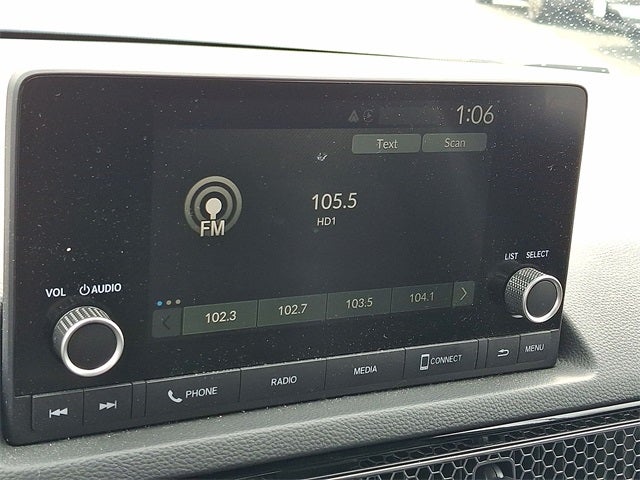 1:06
Text Scan
FM
105.5
HD1
VOL AUDIO
LIST SELECT
102.3 102.7 103.5 104.1
PHONE RADIO MEDIA CONNECT MENU